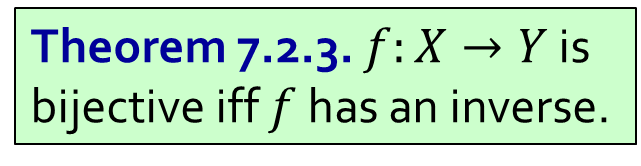 Theorem 7.2.3. 𝑓: 𝑋 → 𝑌 is
bijective iff 𝑓 has an inverse.